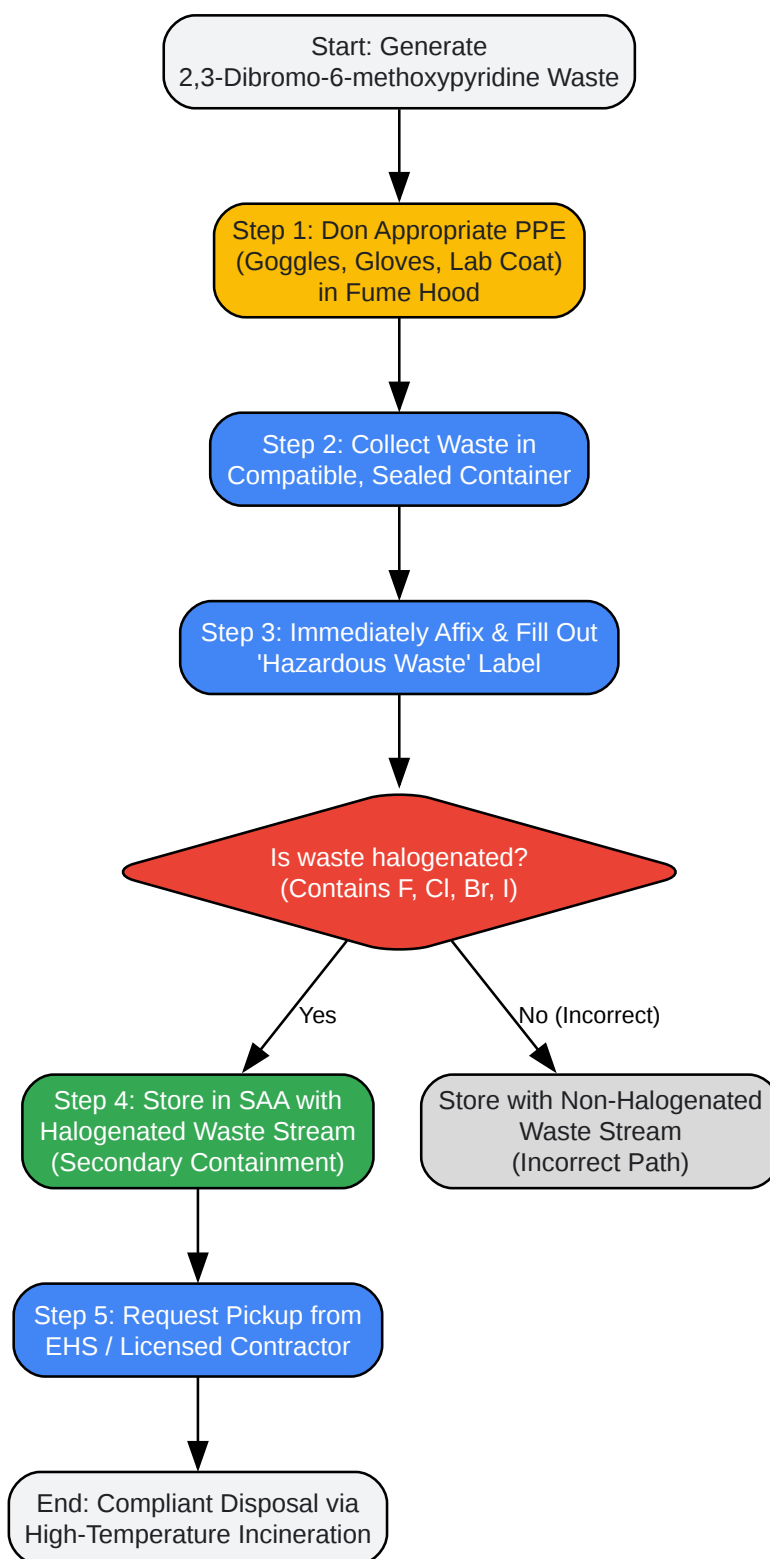 Start: Generate
2,3-Dibromo-6-methoxypyridine Waste
Step 1: Don Appropriate PPE
(Goggles, Gloves, Lab Coat)
in Fume Hood
Step 2: Collect Waste in
Compatible, Sealed Container
Step 3: Immediately Affix & Fill Out
'Hazardous Waste' Label
Is waste halogenated?
(Contains F, Cl, Br, I)
Yes
No (Incorrect)
Step 4: Store in SAA with
Halogenated Waste Stream
(Secondary Containment)
Store with Non-Halogenated
Waste Stream
(Incorrect Path)
Step 5: Request Pickup from
EHS / Licensed Contractor
End: Compliant Disposal via
High-Temperature Incineration